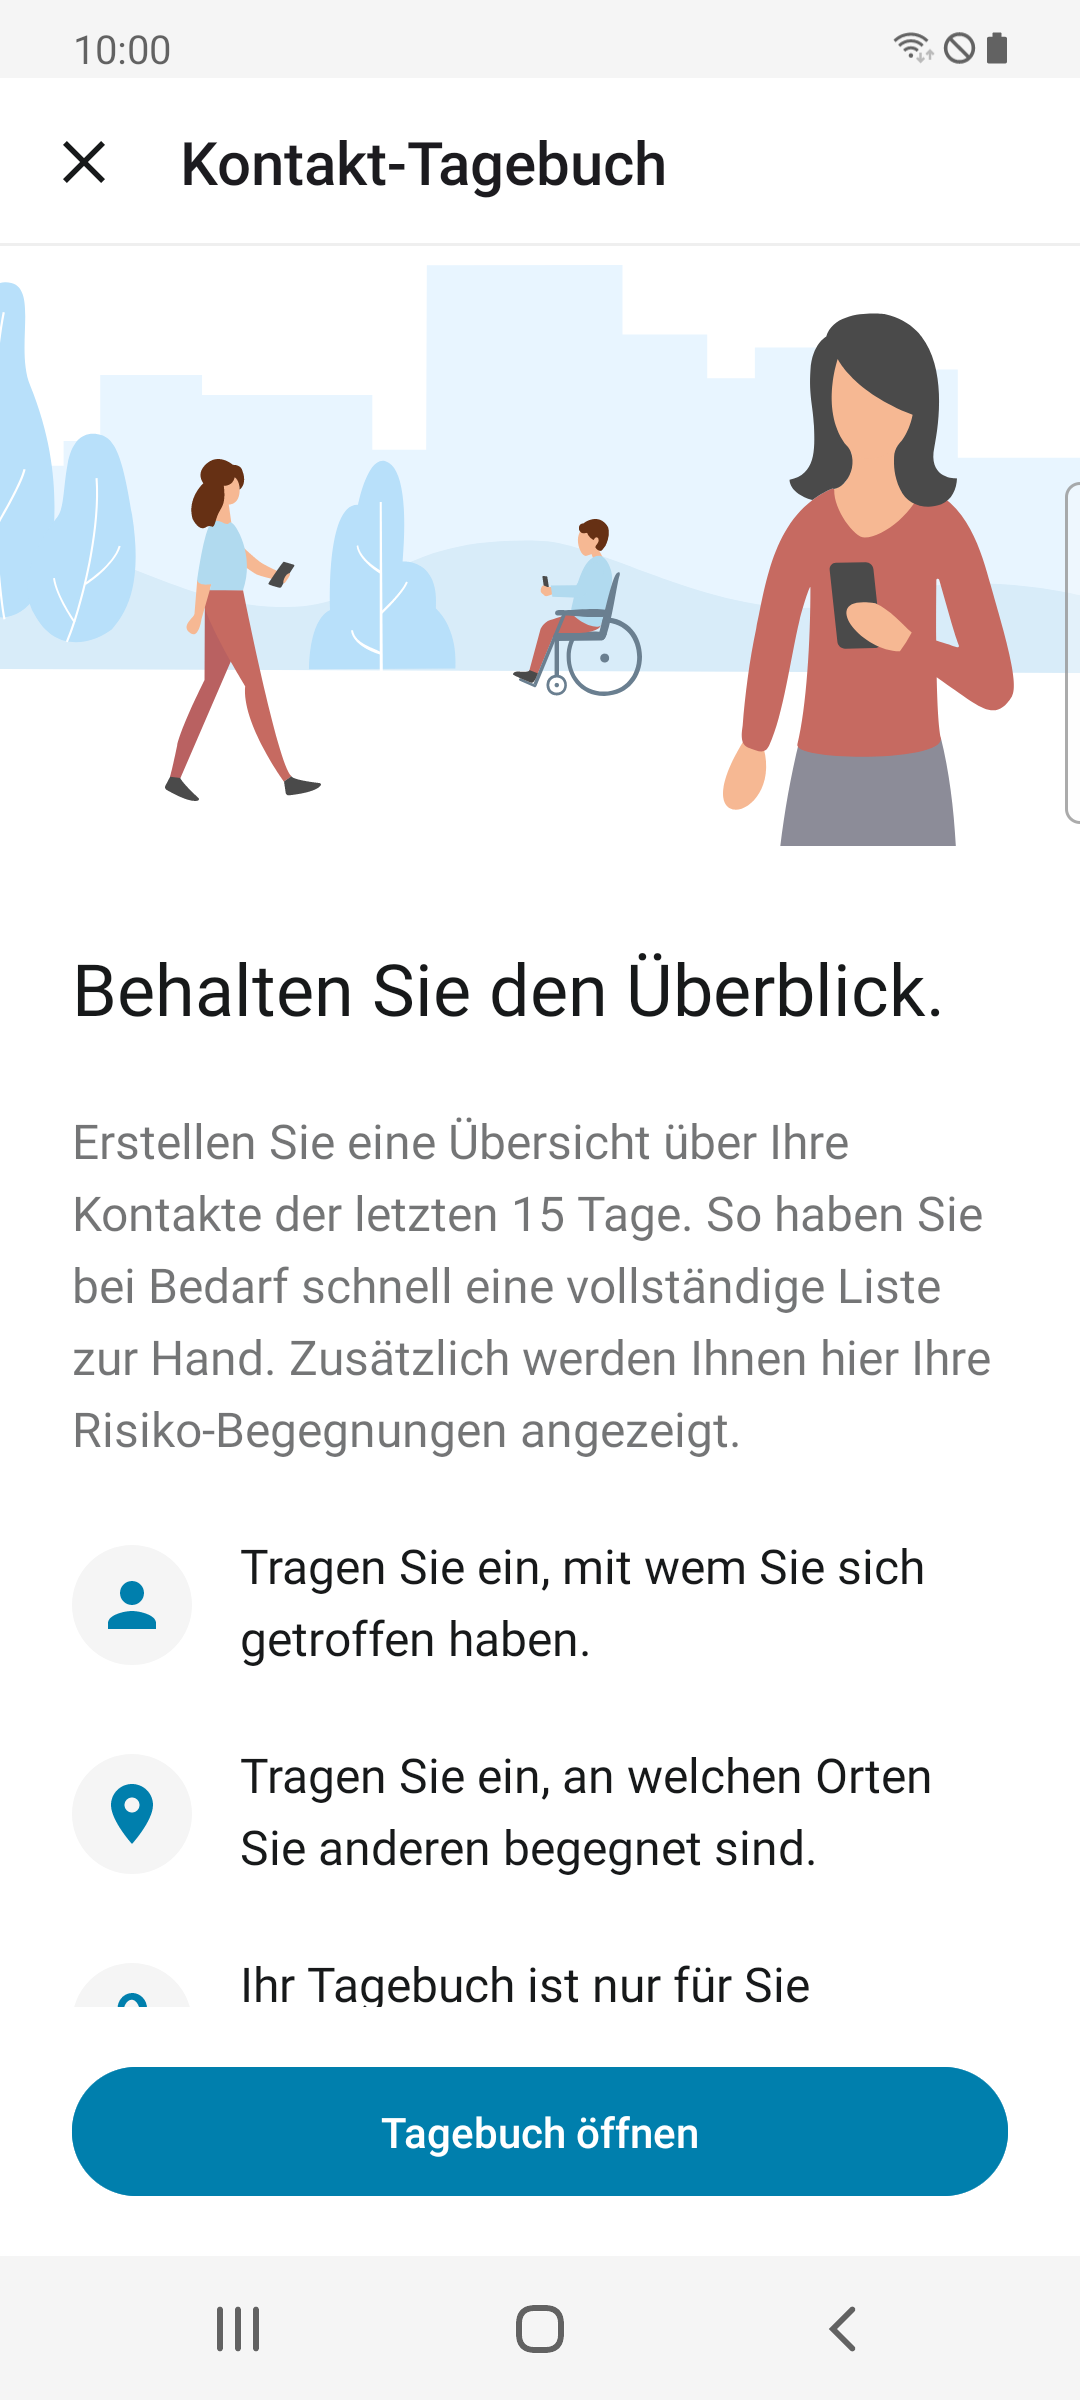 10:00
Kontakt-Tagebuch
Behalten Sie den Überblick.
Erstellen Sie eine Übersicht über Ihre
Kontakte der letzten 15 Tage. So haben Sie
bei Bedarf schnell eine vollständige Liste
zur Hand. Zusätzlich werden Ihnen hier Ihre
Risiko-Begegnungen angezeigt.
Tragen Sie ein, mit wem Sie sich
getroffen haben.
Tragen Sie ein, an welchen Orten
Sie anderen begegnet sind.
Ihr Tagebuch ist nur für Sie
Tagebuch öffnen